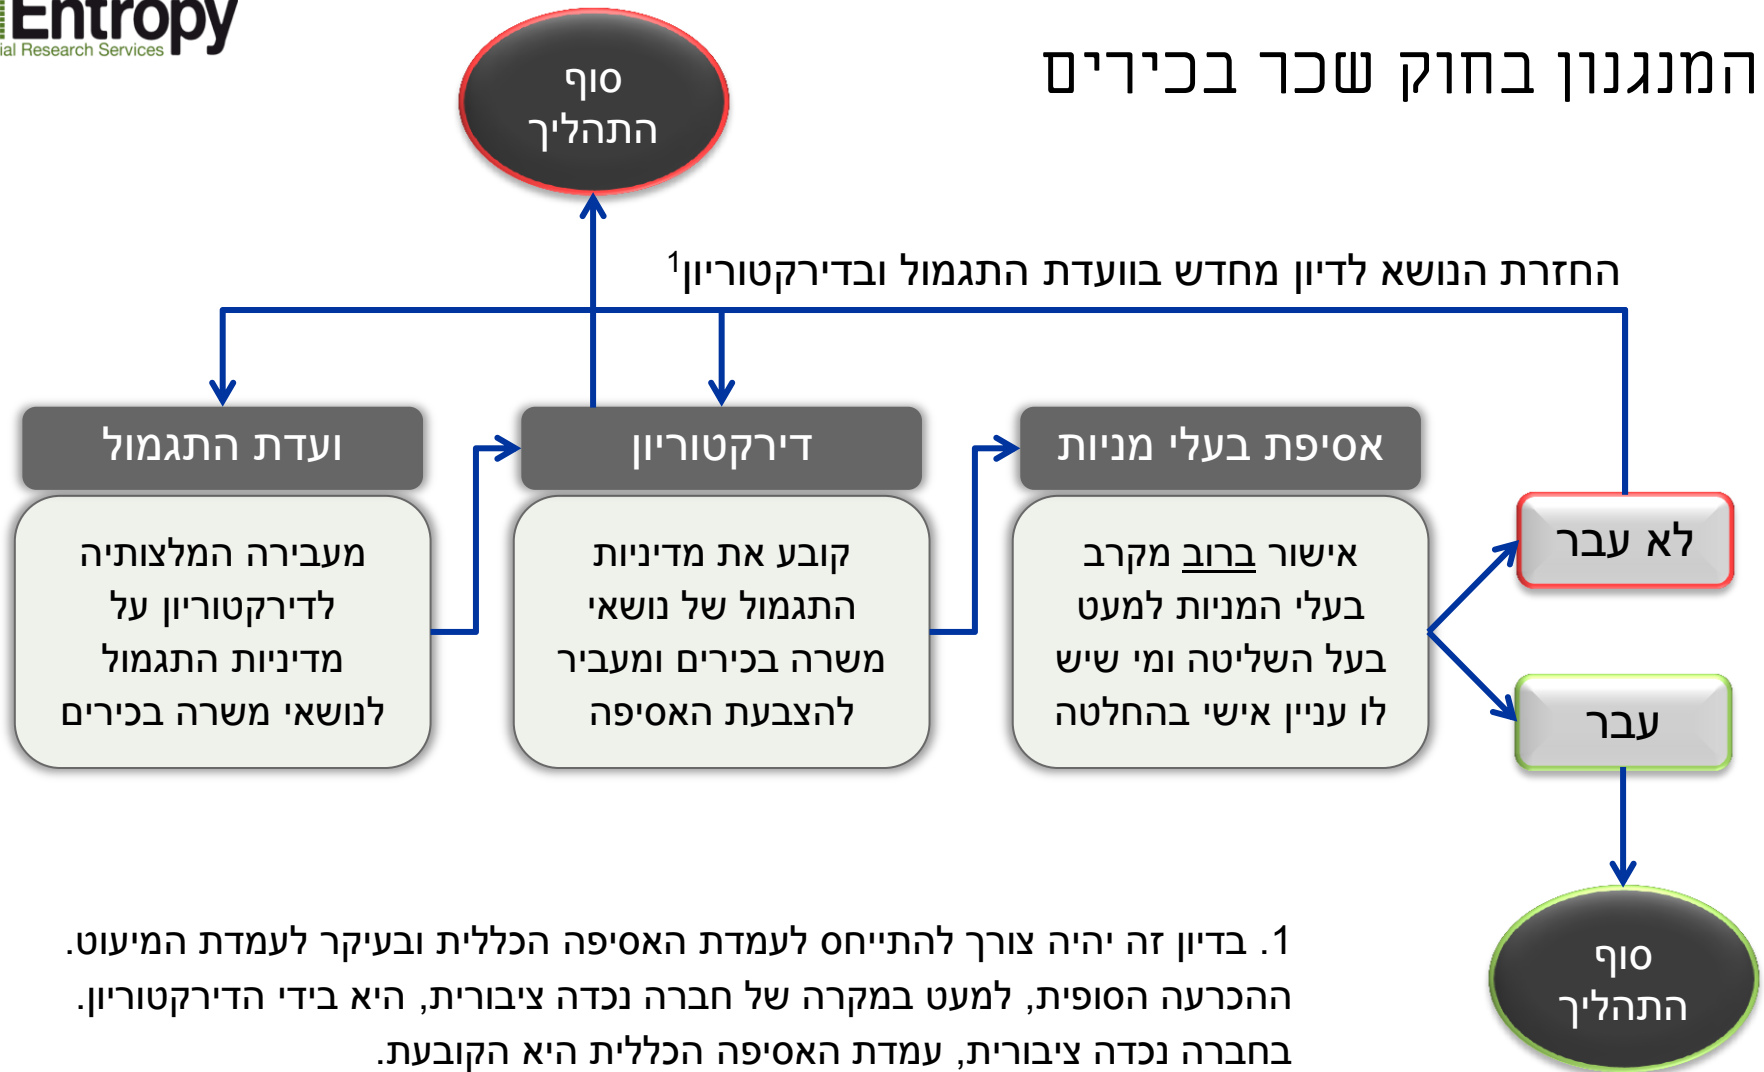 Entropy
ial Research Services
המנגנון בחוק שכר בכירים
סוף
התהליך
החזרת הנושא לדיון מחדש בוועדת התגמול ובדירקטוריון1
ועדת התגמול
מעבירה המלצותיה
לדירקטוריון על
מדיניות התגמול
לנושאי משרה בכירים
דירקטוריון
קובע את מדיניות
התגמול של נושאי
משרה בכירים ומעביר
להצבעת האסיפה
אסיפת בעלי מניות
אישור ברוב מקרב
בעלי המניות למעט
בעל השליטה ומי שיש
לו עניין אישי בהחלטה
לא עבר
עבר
סוף
התהליך
1. בדיון זה יהיה צורך להתייחס לעמדת האסיפה הכללית ובעיקר לעמדת המיעוט.
ההכרעה הסופית, למעט במקרה של חברה נכדה ציבורית, היא בידי הדירקטוריון.
בחברה נכדה ציבורית, עמדת האסיפה הכללית היא הקובעת.